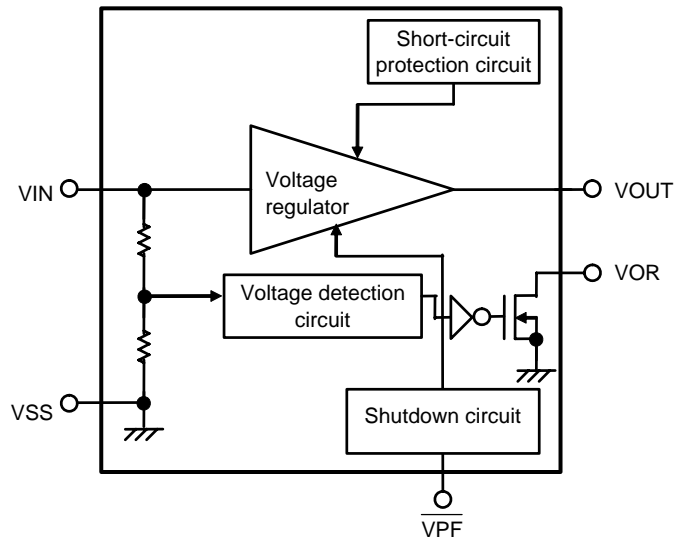 Short-circuit
protection circuit
VIN
Voltage
regulator
VOUT
VOR
Voltage detection
circuit
VSS
Shutdown circuit
VPF